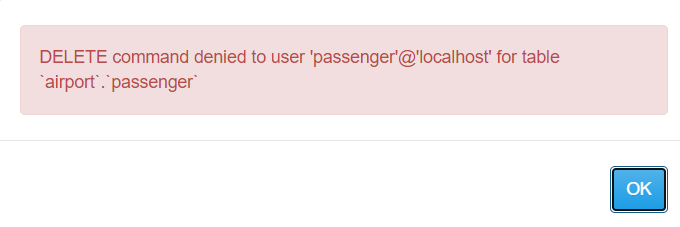 DELETE command denied to user 'passenger'@'localhost' for table
`airport`.`passenger`
OK